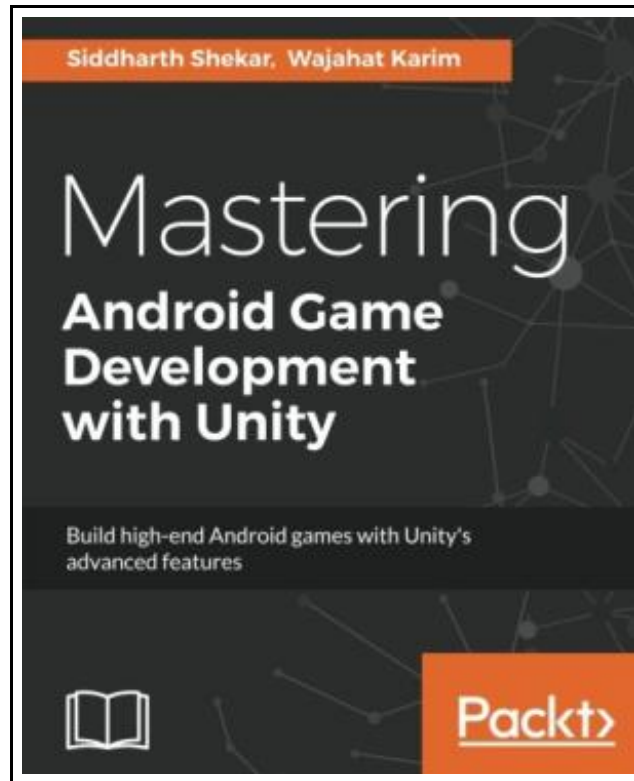 Siddharth Shekar, Wajahat Karim
Mastering
Android Game
Development
with Unity
Build high-end Android games with Unity's
advanced features
Packt>